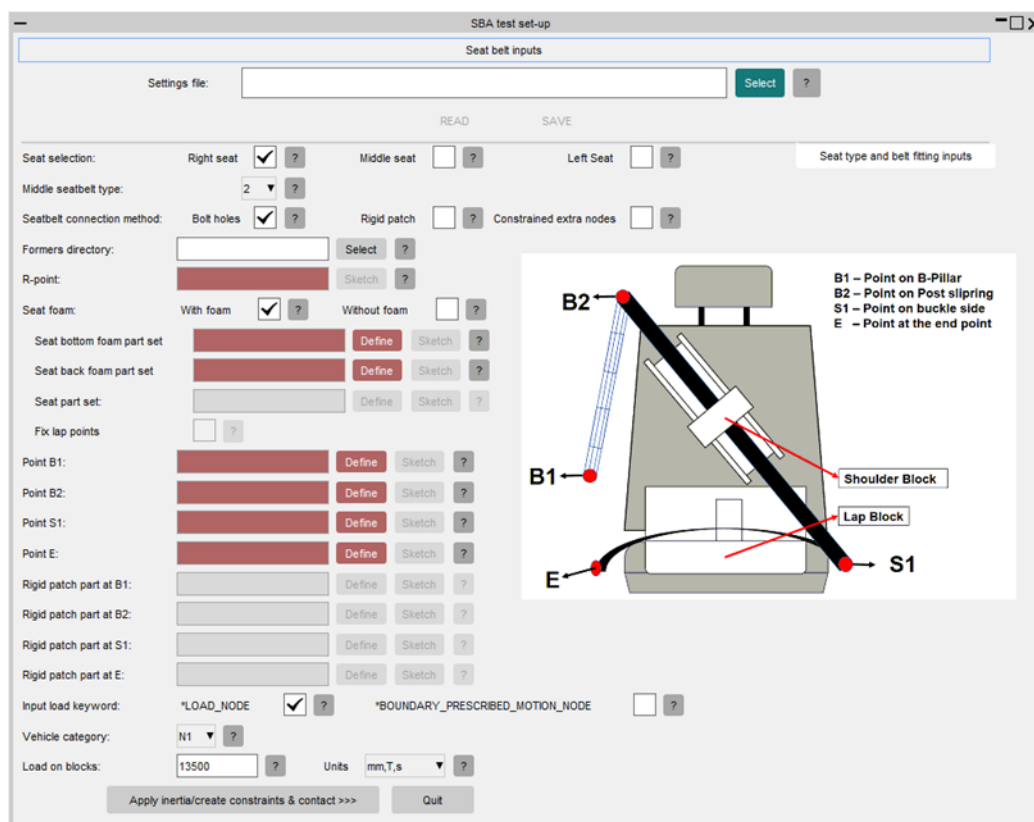 SBA test set-up
Seat belt inputs
Settings file: Select ?
READ SAVE
Seat selection: Right seat ? Middle seat ? Left Seat ? Seat type and belt fitting inputs
Middle seatbelt type: 2 ?
Seatbelt connection method: Bolt holes ? Rigid patch ? Constrained extra nodes ?
Formers directory: Select ?
R-point: Sketch ?
Seat foam: With foam ? Without foam ?
Seat bottom foam part set Define Sketch ?
Seat back foam part set Define Sketch ?
Seat part set: Define Sketch ?
Fix lap points ?
Point B1: Define Sketch ?
Point B2: Define Sketch ?
Point S1: Define Sketch ?
Point E: Define Sketch ?
Rigid patch part at B1: Define Sketch ?
Rigid patch part at B2: Define Sketch ?
Rigid patch part at S1: Define Sketch ?
Rigid patch part at E: Define Sketch ?
Input load keyword: *LOAD_NODE ? *BOUNDARY_PRESCRIBED_MOTION_NODE ?
Vehicle category: N1 ?
Load on blocks: 13500 ? Units mm,T,s ?
Apply inertia/create constraints & contact >>> Quit
B1 – Point on B-Pillar
B2 – Point on Post slipring
S1 – Point on buckle side
E – Point at the end point
B2
B1
Shoulder Block
Lap Block
E
S1